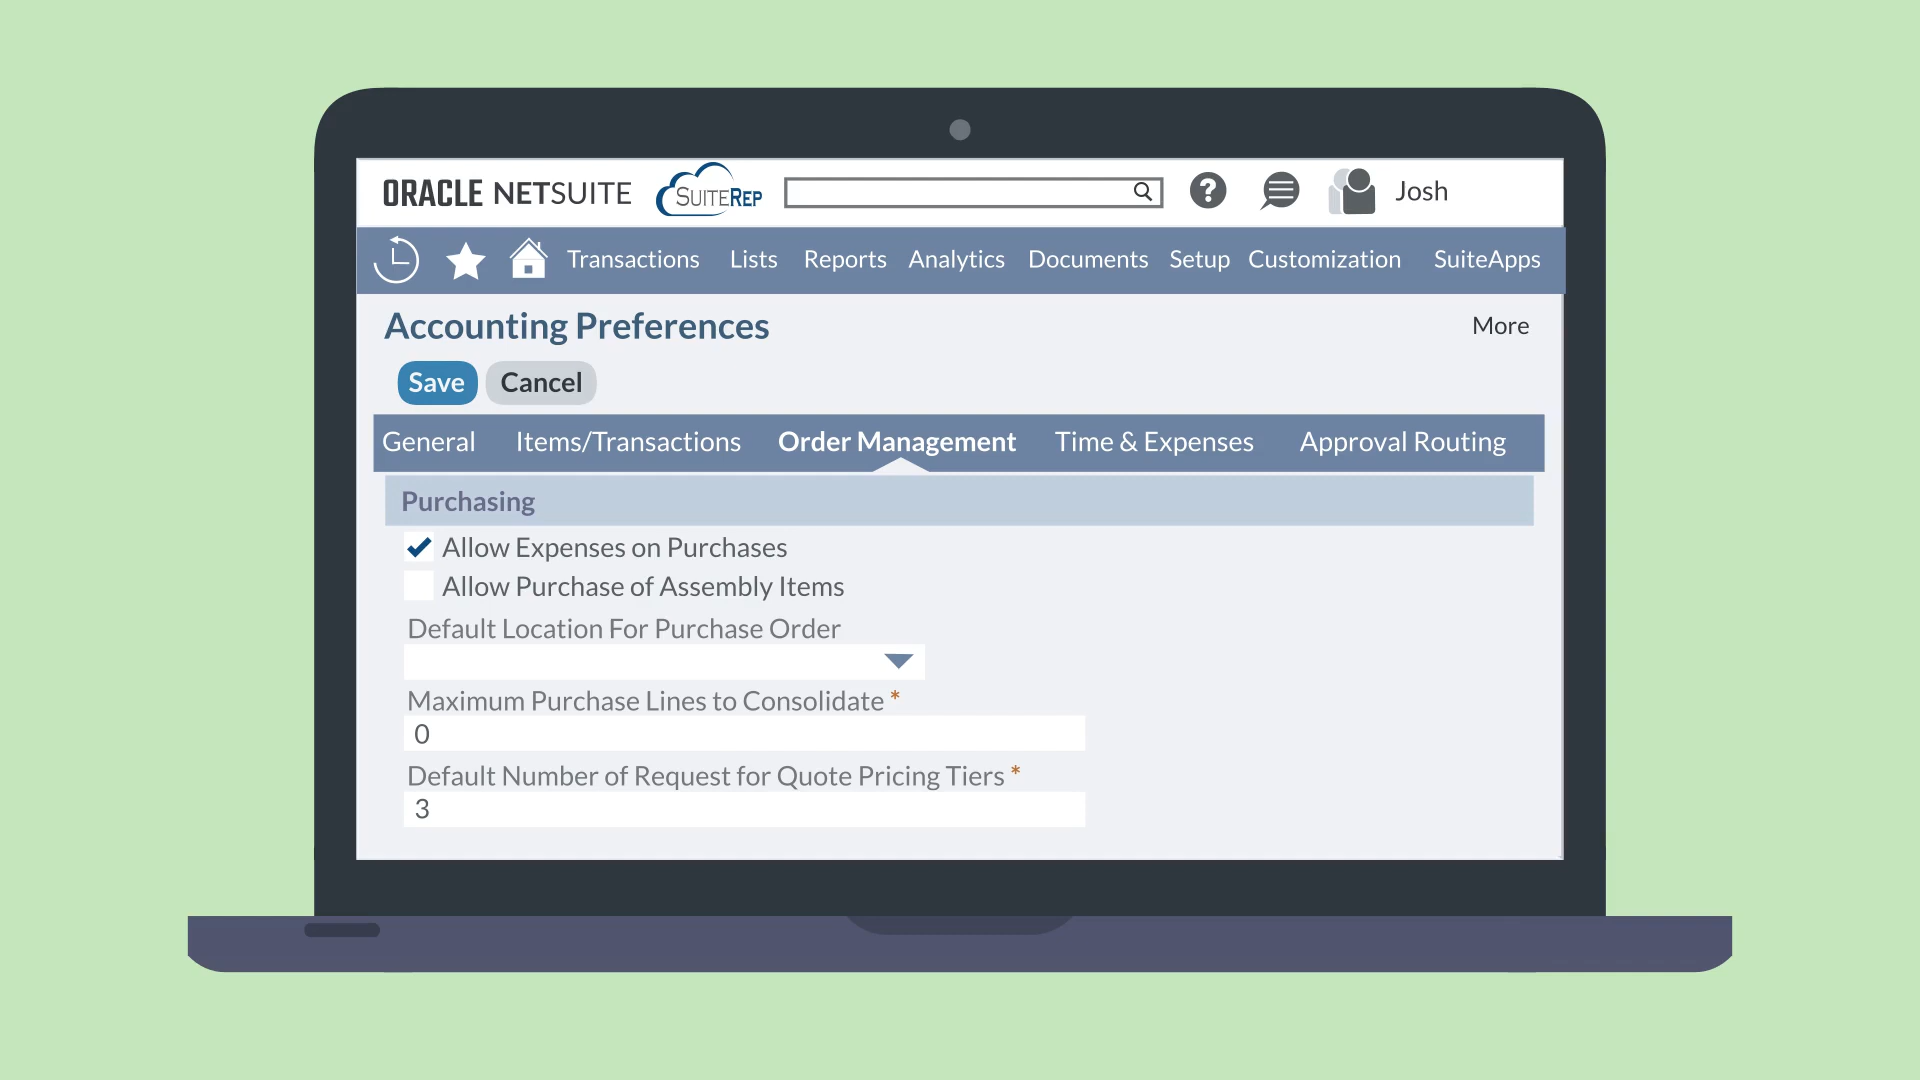 ORACLE NETSUITE SUITEREP ? Josh
Transactions Lists Reports Analytics Documents Setup Customization SuiteApps
Accounting Preferences More
Save Cancel
General Items/Transactions Order Management Time & Expenses Approval Routing
Purchasing
Allow Expenses on Purchases
Allow Purchase of Assembly Items
Default Location For Purchase Order
Maximum Purchase Lines to Consolidate *
0
Default Number of Request for Quote Pricing Tiers *
3